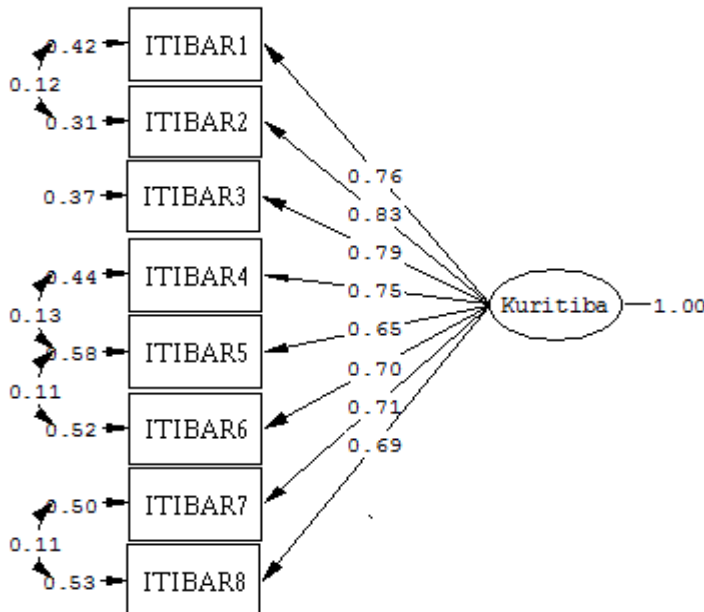 0.42 ITIBAR1
0.12
0.31 ITIBAR2
0.76
0.37 ITIBAR3
0.83
0.79
0.44 ITIBAR4
0.75
Kuritiba 1.00
0.13
0.65
0.58 ITIBAR5
0.70
0.11
0.71
0.52 ITIBAR6
0.69
0.50 ITIBAR7
0.11
0.53 ITIBAR8